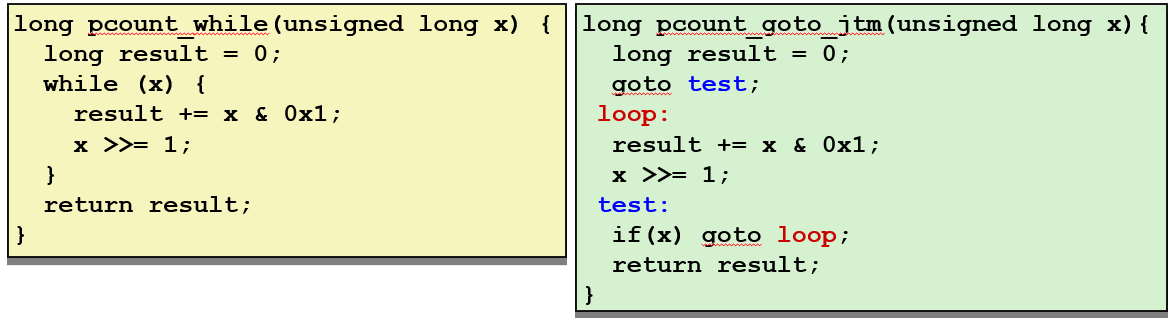 long pcount_while(unsigned long x) {
  long result = 0;
  while (x) {
    result += x & 0x1;
    x >>= 1;
  }
  return result;
}
long pcount_goto_jtm(unsigned long x){
  long result = 0;
  goto test;
 loop:
  result += x & 0x1;
  x >>= 1;
 test:
  if(x) goto loop;
  return result;
}